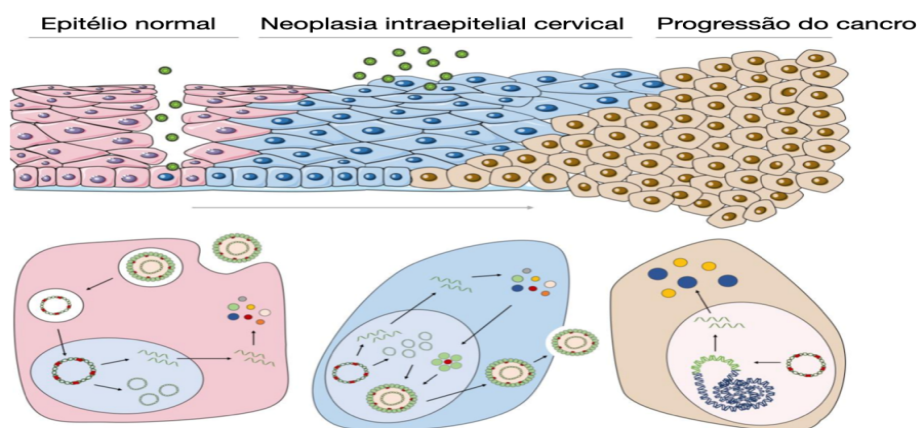 Epitélio normal
Neoplasia intraepitelial cervical
Progressão do cancro